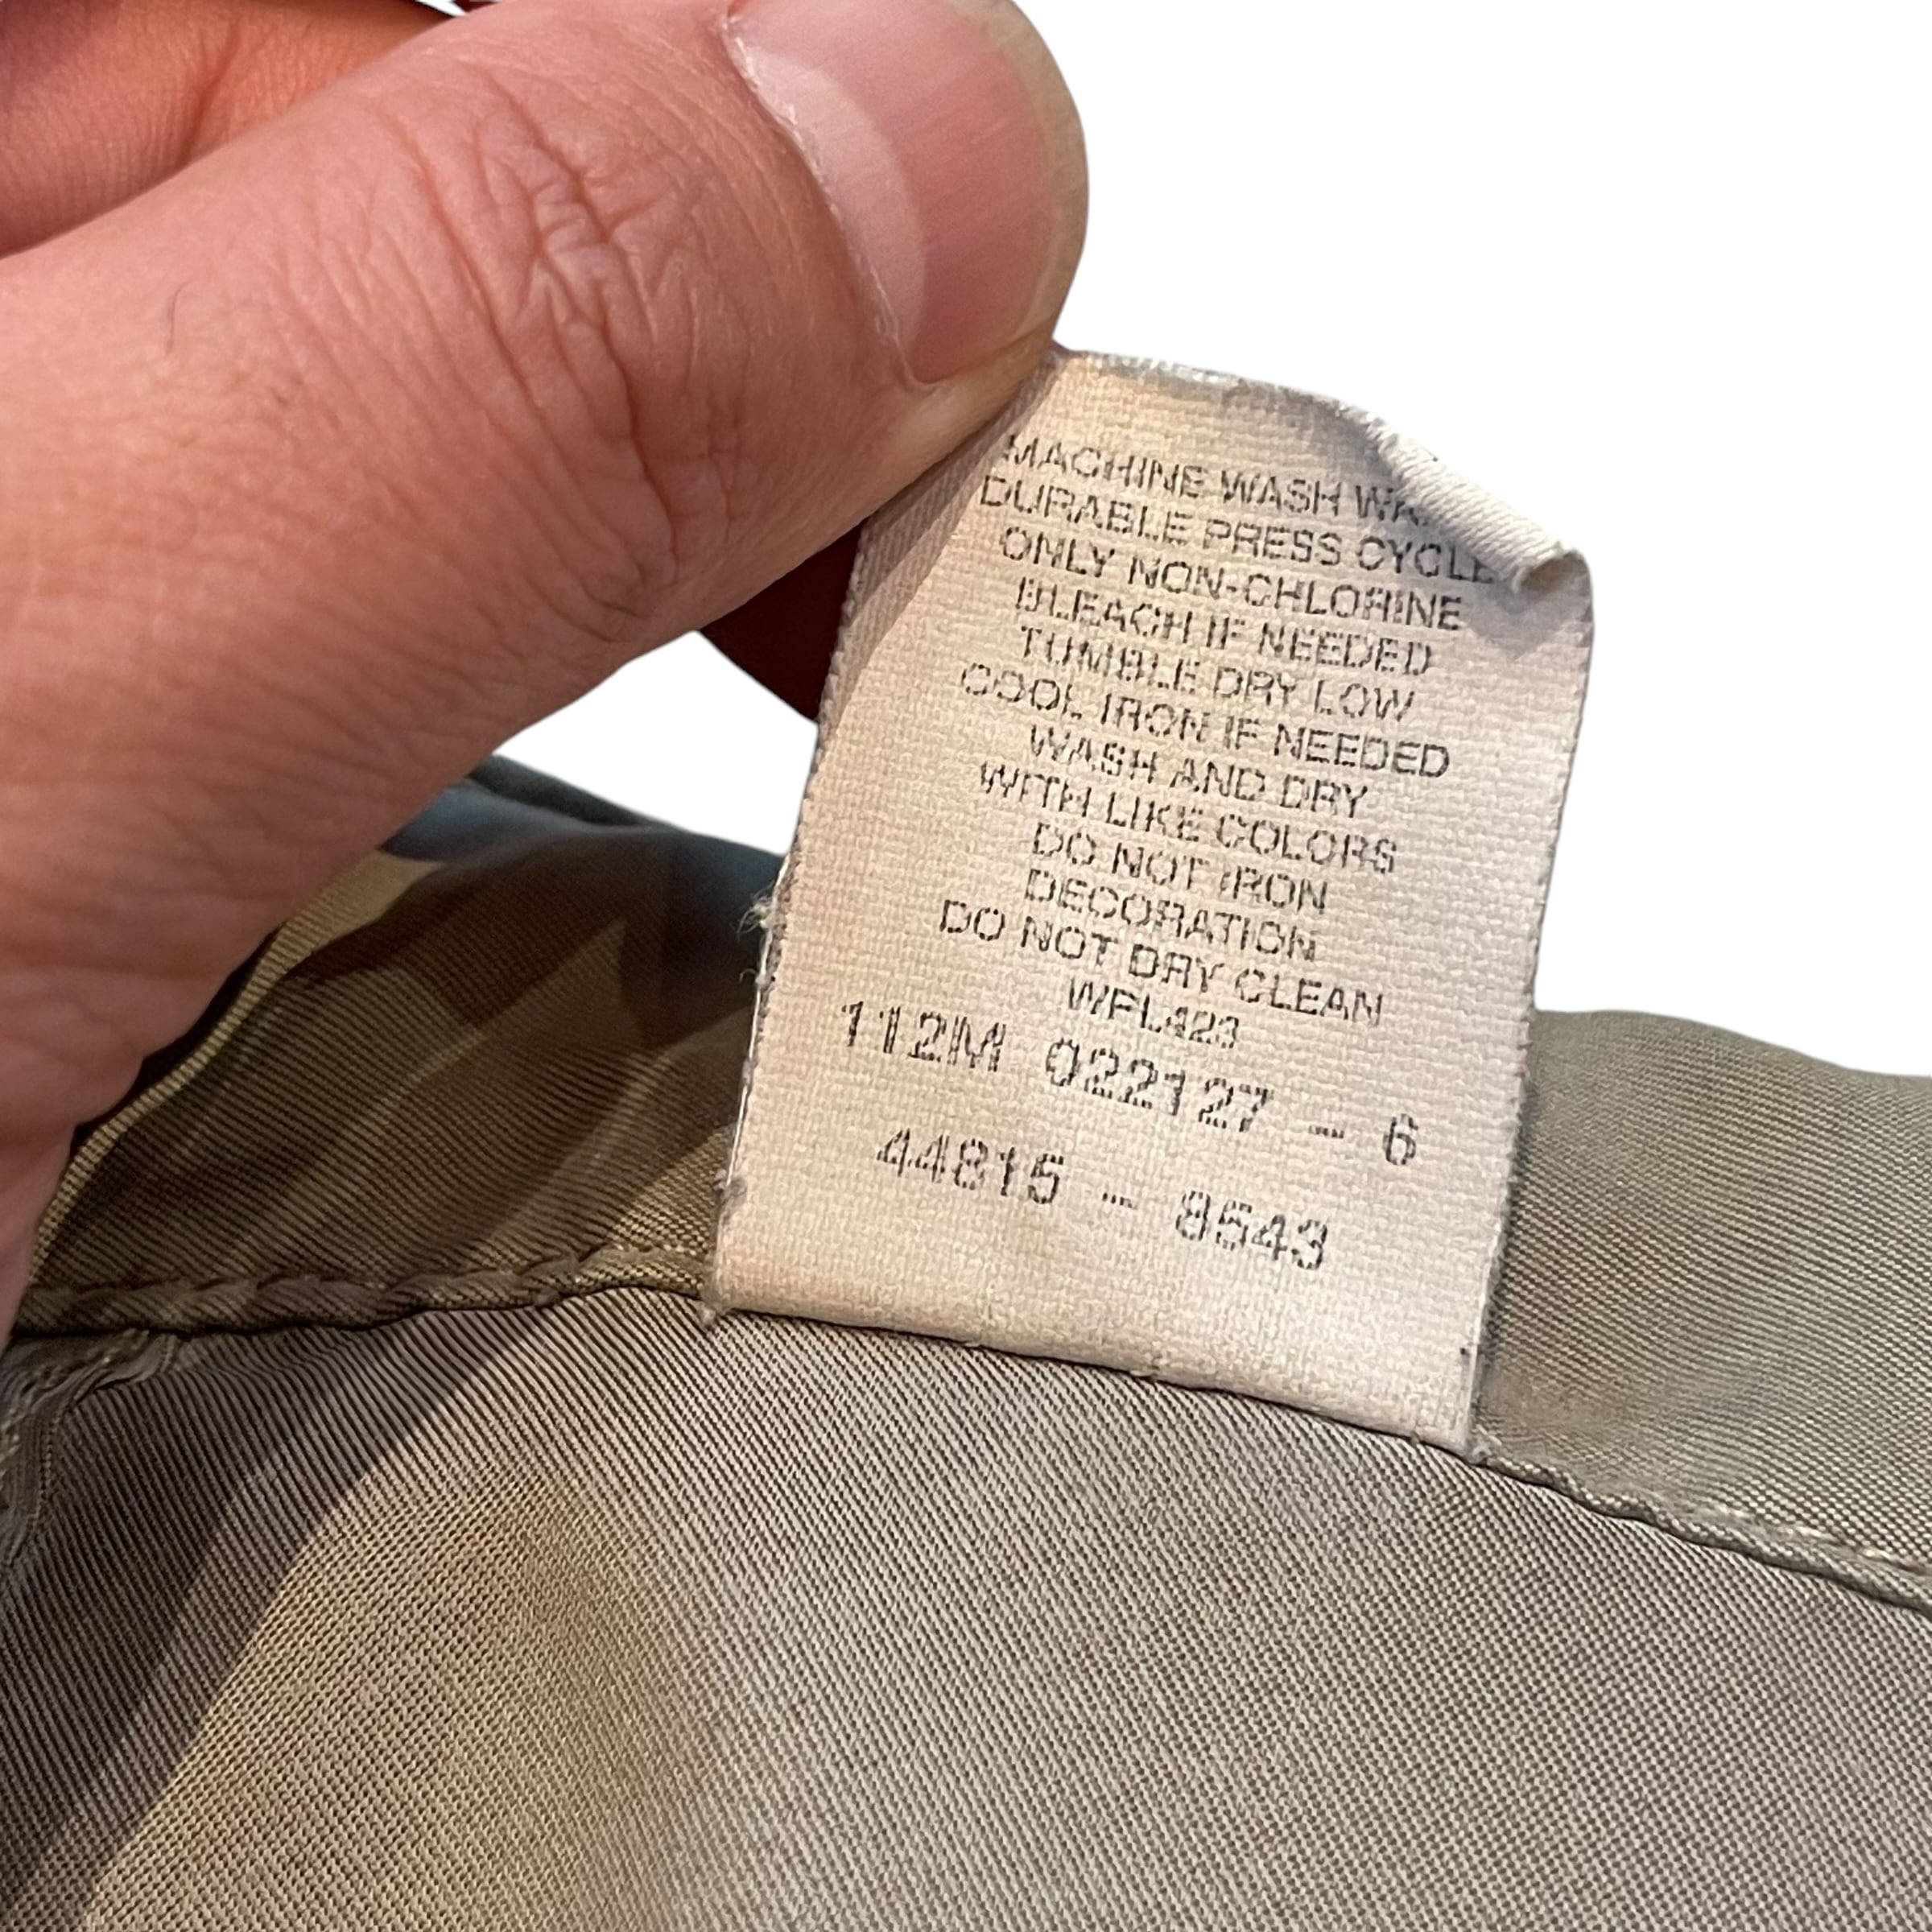 MACHINE WASH
DURABLE PRESS CYCLE
ONLY NON-CHLORINE
BLEACH IF NEEDED
TUMBLE DRY LOW
COOL IRON IF NEEDED
WASH AND DRY
WITH LIKE COLORS
DO NOT IRON
DECORATION
DO NOT DRY CLEAN
WPL423
112M 022127 - 6
44815 - 8543